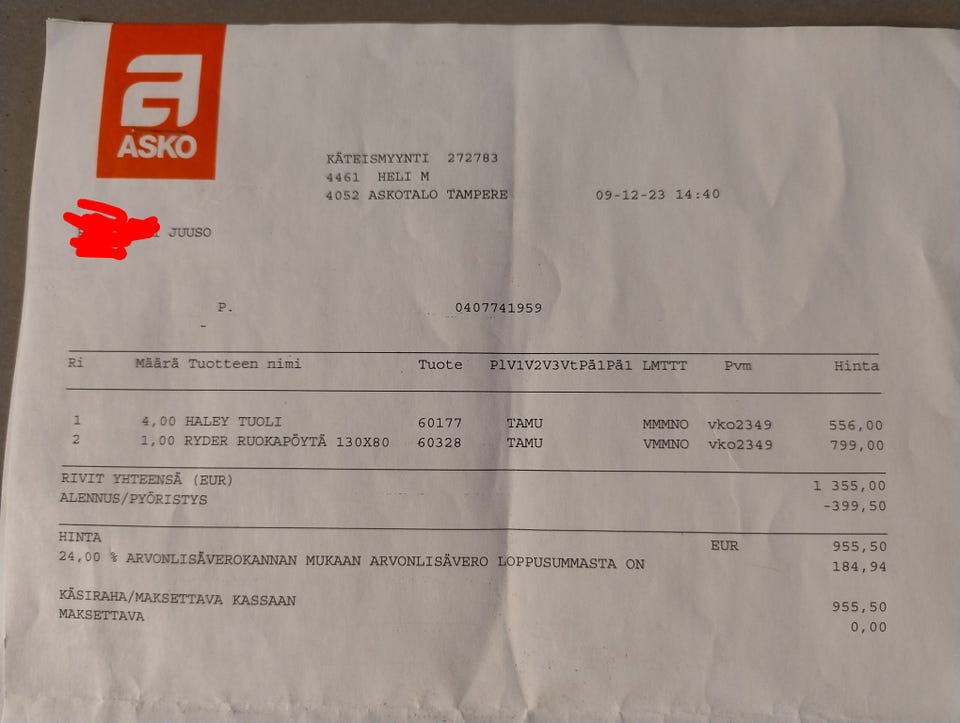 a
ASKO
KÄTEISMYYNTI 272783
4461 HELI M
4052 ASKOTALO TAMPERE 09-12-23 14:40
JUUSO
P. 0407741959
-
Ri Määrä Tuotteen nimi Tuote PlV1V2V3VtPä1Pä1 LMTTT Pvm Hinta
1 4,00 HALEY TUOLI 60177 TAMU MMMNO vko2349 556,00
2 1,00 RYDER RUOKAPÖYTÄ 130X80 60328 TAMU VMMNO vko2349 799,00
RIVIT YHTEENSÄ (EUR) 1 355,00
ALENNUS/PYÖRISTYS -399,50
HINTA EUR 955,50
24,00 % ARVONLISÄVEROKANNAN MUKAAN ARVONLISÄVERO LOPPUSUMMASTA ON 184,94
KÄSIRAHA/MAKSETTAVA KASSAAN 955,50
MAKSETTAVA 0,00